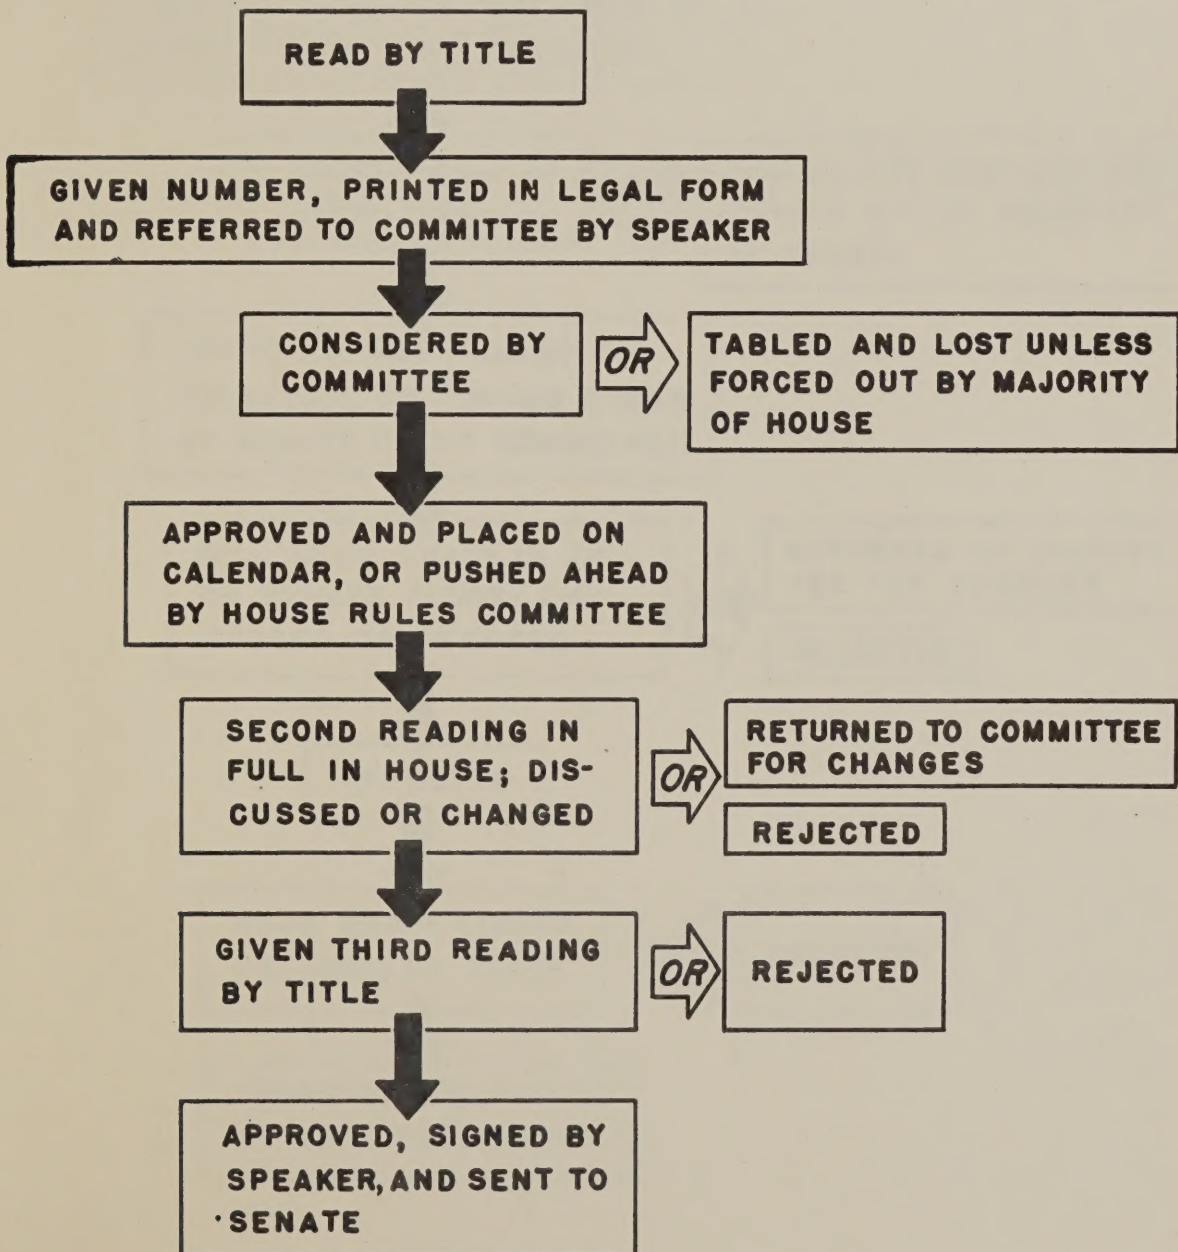 READ BY TITLE
GIVEN NUMBER, PRINTED IN LEGAL FORM
AND REFERRED TO COMMITTEE BY SPEAKER
CONSIDERED BY
COMMITTEE
OR
TABLED AND LOST UNLESS
FORCED OUT BY MAJORITY
OF HOUSE
APPROVED AND PLACED ON
CALENDAR, OR PUSHED AHEAD
BY HOUSE RULES COMMITTEE
SECOND READING IN
FULL IN HOUSE; DIS-
CUSSED OR CHANGED
OR
RETURNED TO COMMITTEE
FOR CHANGES
REJECTED
GIVEN THIRD READING
BY TITLE
OR
REJECTED
APPROVED, SIGNED BY
SPEAKER, AND SENT TO
SENATE